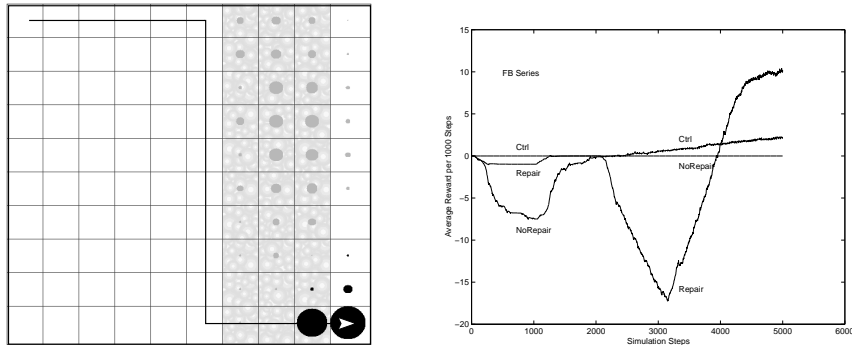 15
10
5
0
−5
−10
−15
−20
0
1000
2000
3000
4000
5000
6000
Simulation Steps
Average Reward per 1000 Steps
FB Series
Ctrl
Repair
NoRepair
Ctrl
NoRepair
Repair